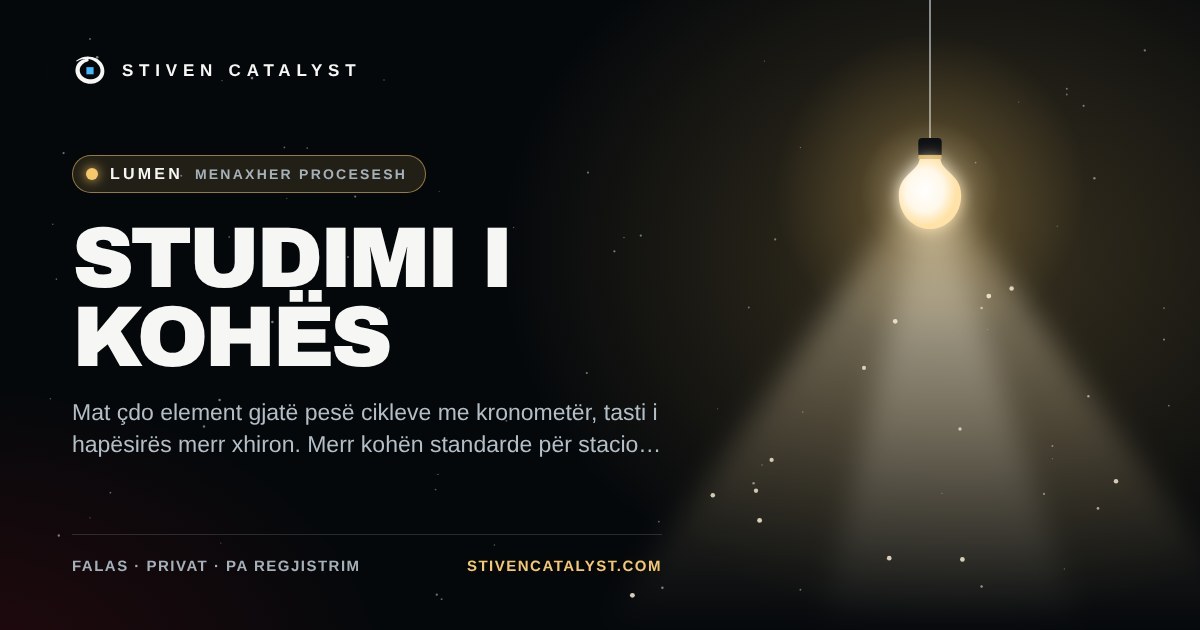 STIVEN CATALYST
LUMEN MENAXHER PROCESESH
STUDIMI I
KOHËS
Mat çdo element gjatë pesë cikleve me kronometër, tasti i
hapësirës merr xhiron. Merr kohën standarde për stacio…
FALAS · PRIVAT · PA REGJISTRIM
STIVENCATALYST.COM